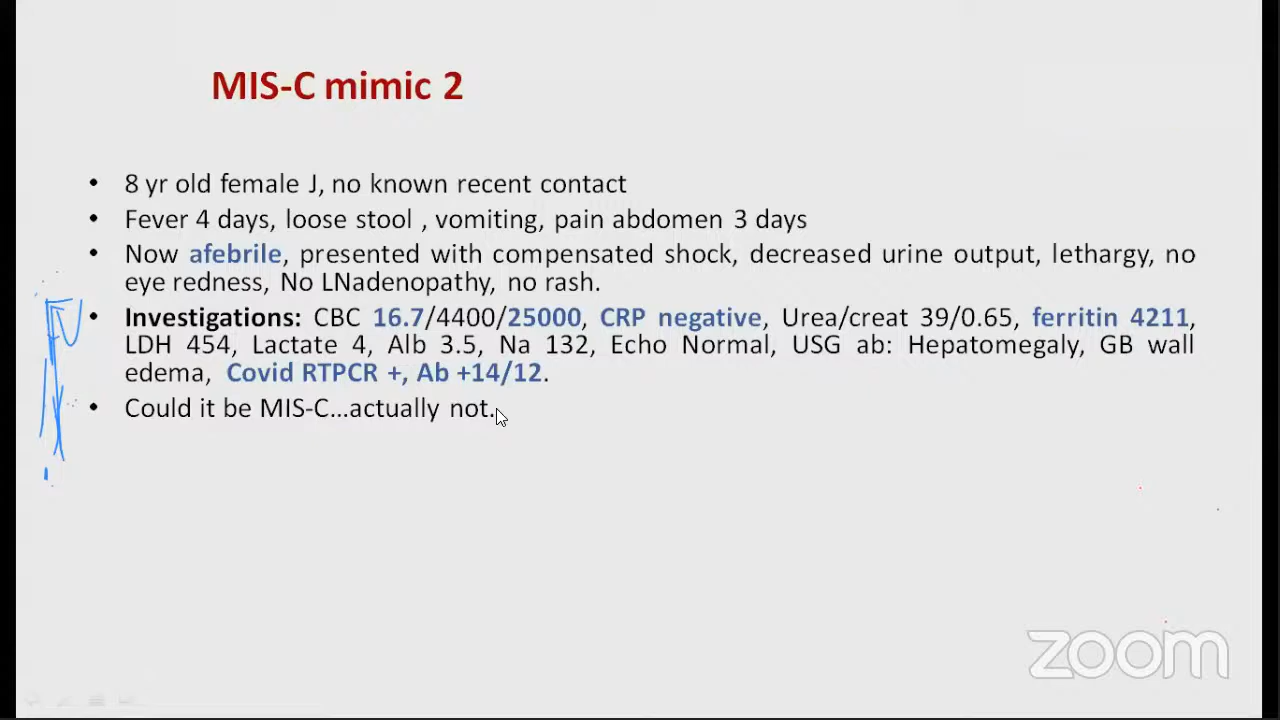 MIS-C mimic 2
• 8 yr old female J, no known recent contact
• Fever 4 days, loose stool , vomiting, pain abdomen 3 days
• Now afebrile, presented with compensated shock, decreased urine output, lethargy, no
eye redness, No LNadenopathy, no rash.
• Investigations: CBC 16.7/4400/25000, CRP negative, Urea/creat 39/0.65, ferritin 4211,
LDH 454, Lactate 4, Alb 3.5, Na 132, Echo Normal, USG ab: Hepatomegaly, GB wall
edema, Covid RTPCR +, Ab +14/12.
• Could it be MIS-C...actually not.
zoom